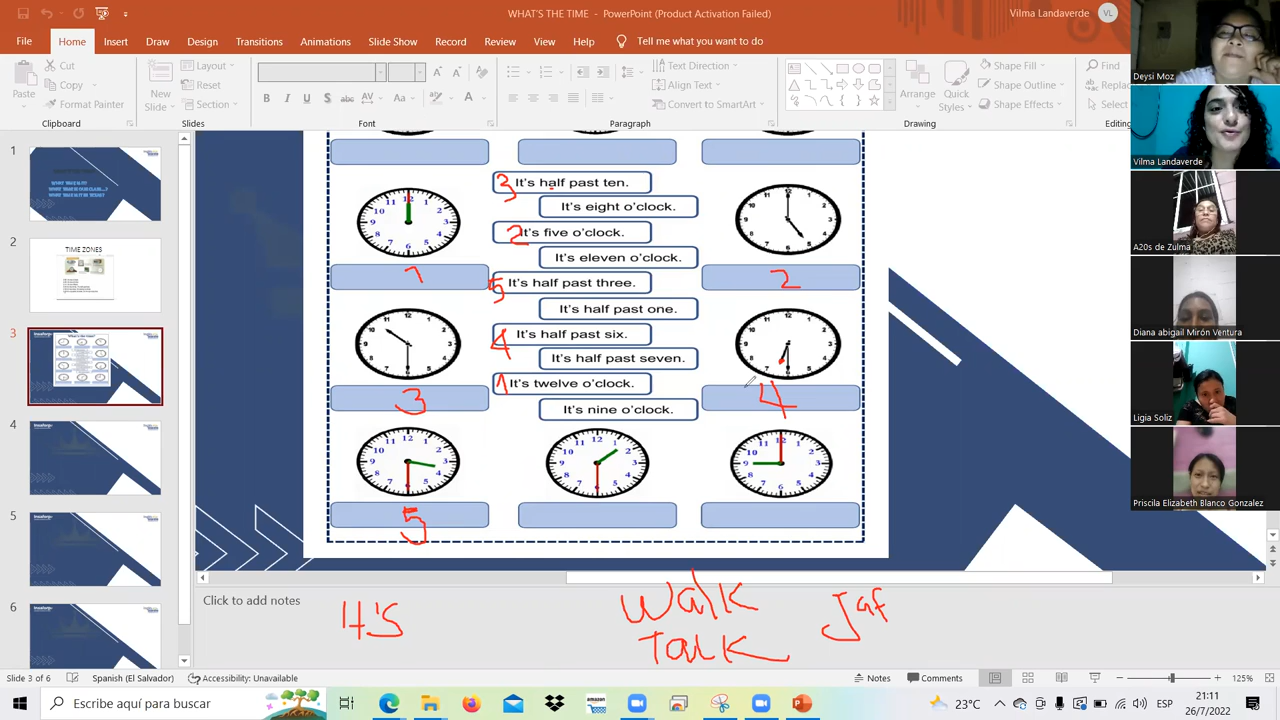 WHAT'S THE TIME - PowerPoint (Product Activation Failed)
Vilma Landaverde
VL
File Home Insert Draw Design Transitions Animations Slide Show Record Review View Help Tell me what you want to do
Paste
Cut
Copy
Format Painter
Clipboard
New Slide
Layout
Reset
Section
Slides
Font
Text Direction
Align Text
Convert to SmartArt
Paragraph
Arrange
Quick Styles
Shape Fill
Shape Outline
Shape Effects
Drawing
Find
Replace
Select
Editing
1
2
TIME ZONES
3
5
6
3 It's half past ten.
It's eight o'clock.
2 It's five o'clock.
It's eleven o'clock.
5 It's half past three.
It's half past one.
4 It's half past six.
It's half past seven.
1 It's twelve o'clock.
It's nine o'clock.
1
2
3
4
5
Click to add notes
It's
Walk
Talk
Jaf
Deysi Moz
Vilma Landaverde
A20s de Zulma
Diana abigail Mirón Ventura
Ligia Soliz
Priscila Elizabeth Blanco Gonzalez
Slide 3 of 6
Spanish (El Salvador)
Accessibility: Unavailable
Notes
Comments
125%
Escribe aquí para buscar
amazon
23°C
ESP
21:11
26/7/2022